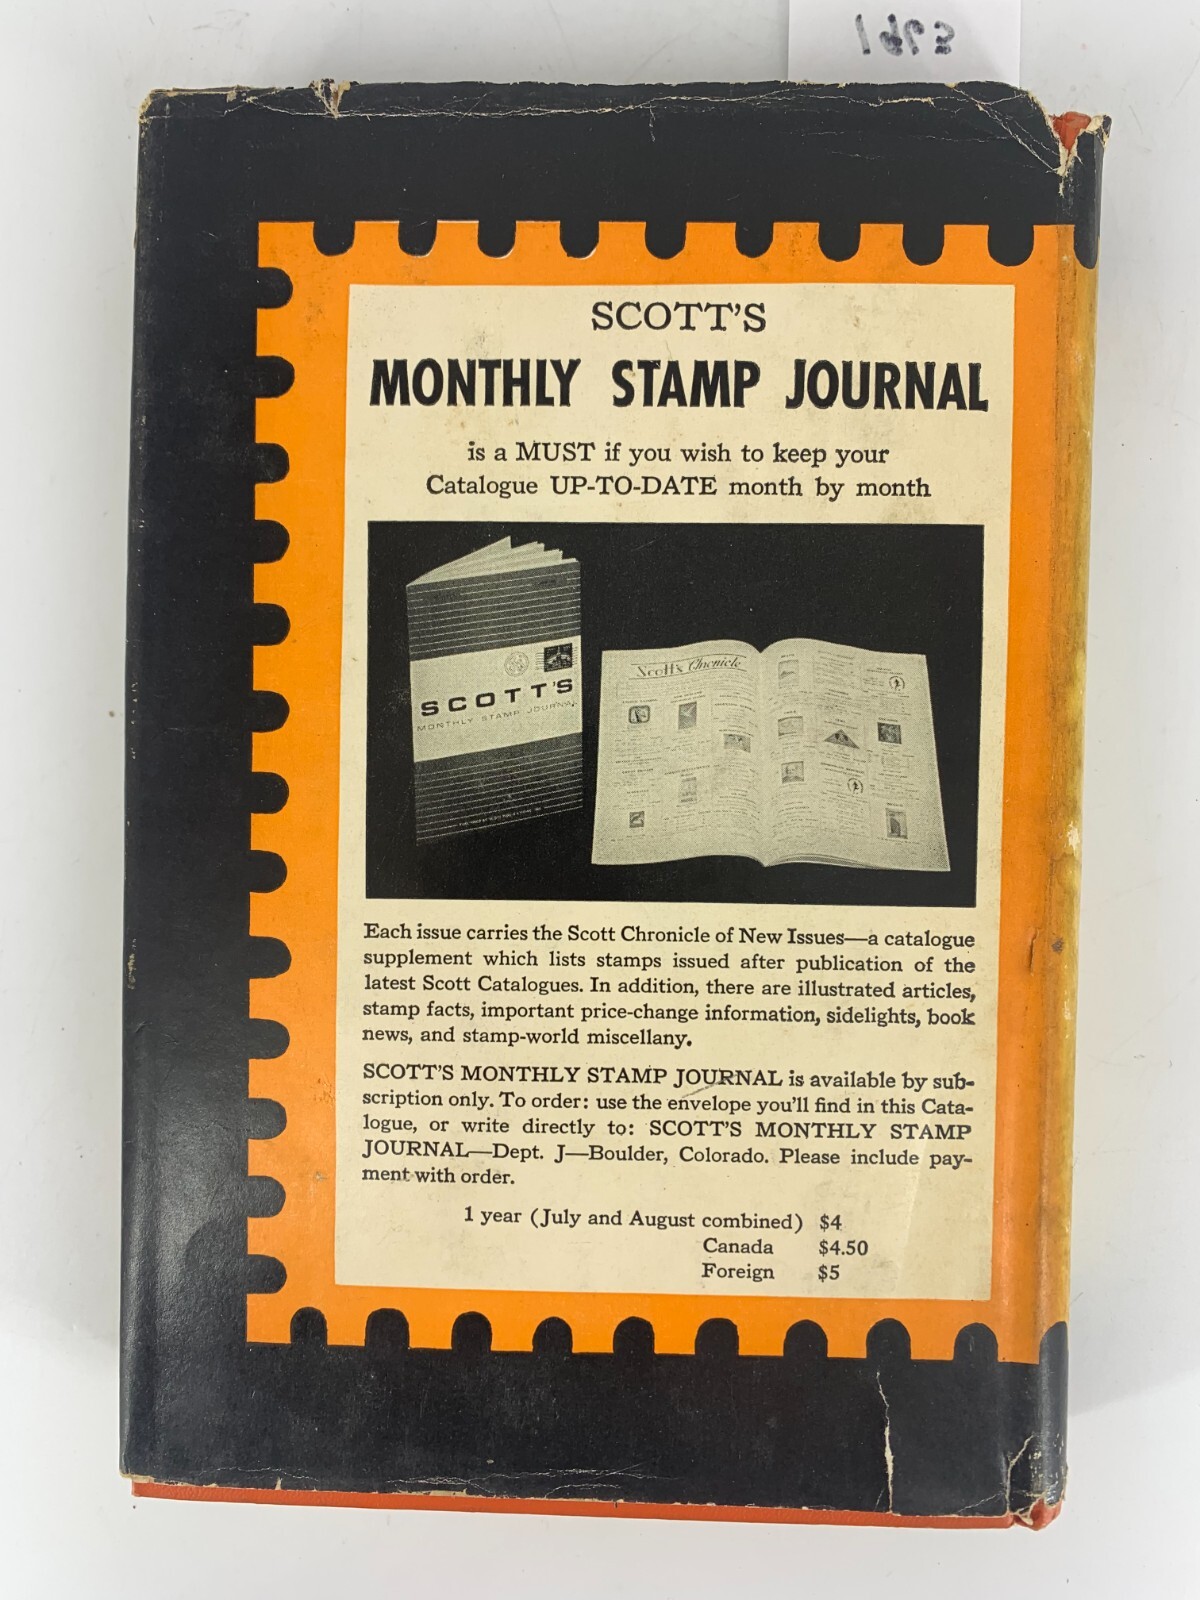 1963
SCOTT'S
MONTHLY STAMP JOURNAL
is a MUST if you wish to keep your
Catalogue UP-TO-DATE month by month
SCOTT'S
MONTHLY STAMP JOURNAL
Scott's Chronicle
Each issue carries the Scott Chronicle of New Issues—a catalogue
supplement which lists stamps issued after publication of the
latest Scott Catalogues. In addition, there are illustrated articles,
stamp facts, important price-change information, sidelights, book
news, and stamp-world miscellany.
SCOTT'S MONTHLY STAMP JOURNAL is available by sub-
scription only. To order: use the envelope you'll find in this Cata-
logue, or write directly to: SCOTT'S MONTHLY STAMP
JOURNAL—Dept. J—Boulder, Colorado. Please include pay-
ment with order.
1 year (July and August combined) $4
Canada $4.50
Foreign $5